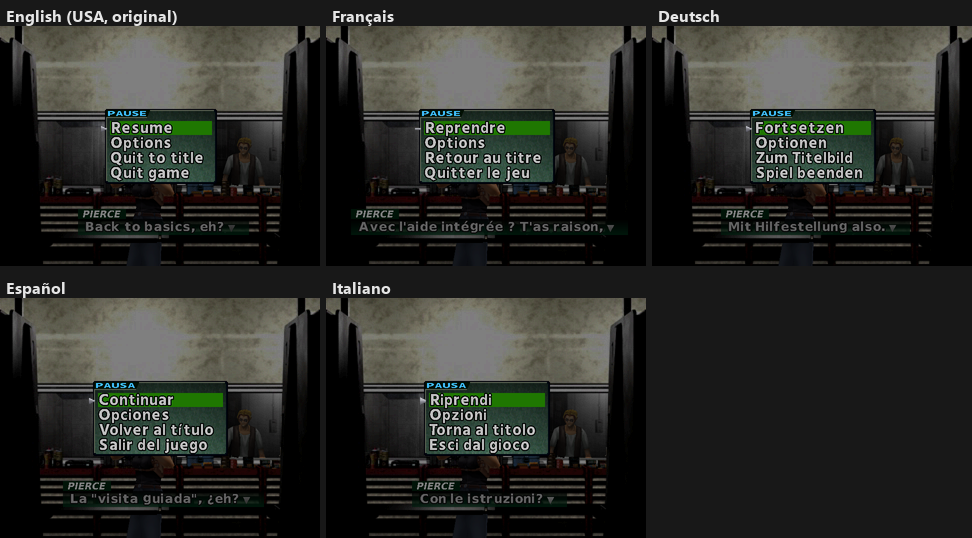 English (USA, original)
PAUSE
Resume
Options
Quit to title
Quit game
PIERCE
Back to basics, eh?
Français
PAUSE
Reprendre
Options
Retour au titre
Quitter le jeu
PIERCE
Avec l'aide intégrée ? T'as raison,
Deutsch
PAUSE
Fortsetzen
Optionen
Zum Titelbild
Spiel beenden
PIERCE
Mit Hilfestellung also.
Español
PAUSA
Continuar
Opciones
Volver al título
Salir del juego
PIERCE
La "visita guiada", ¿eh?
Italiano
PAUSA
Riprendi
Opzioni
Torna al titolo
Esci dal gioco
PIERCE
Con le istruzioni?